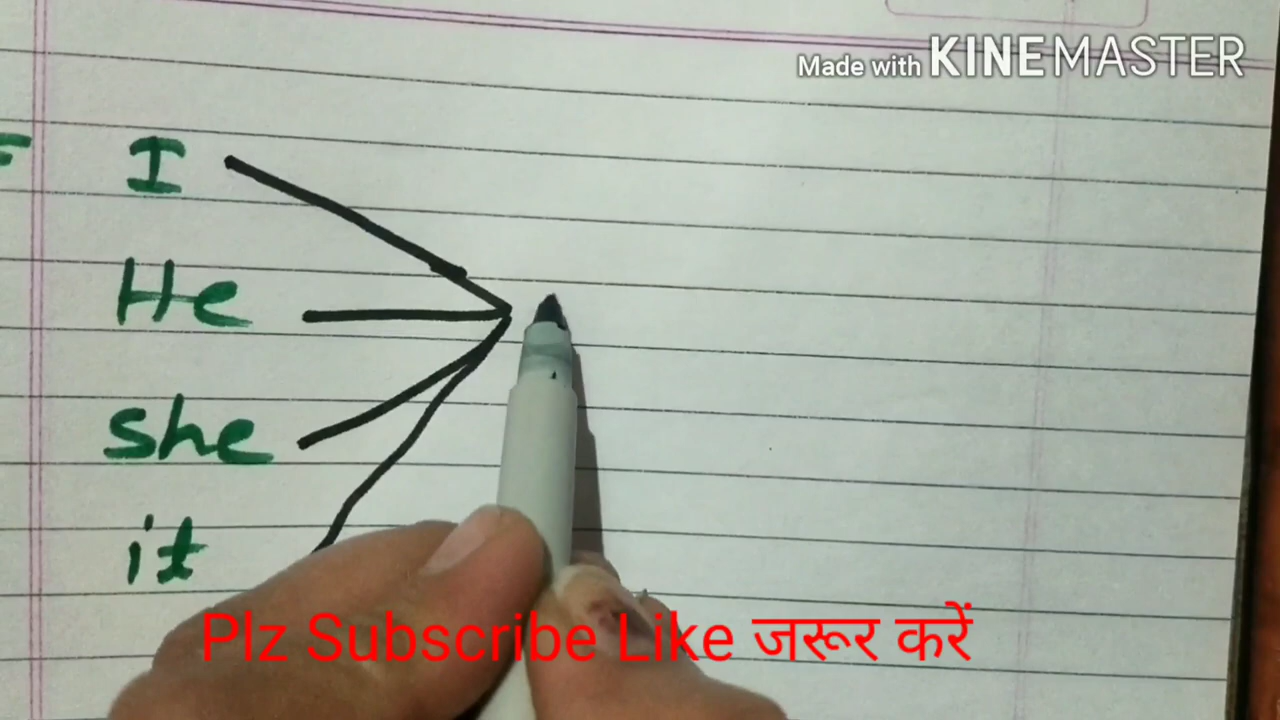 Made with KINEMASTER
I
He
she
it
Plz Subscribe Like जरूर करें